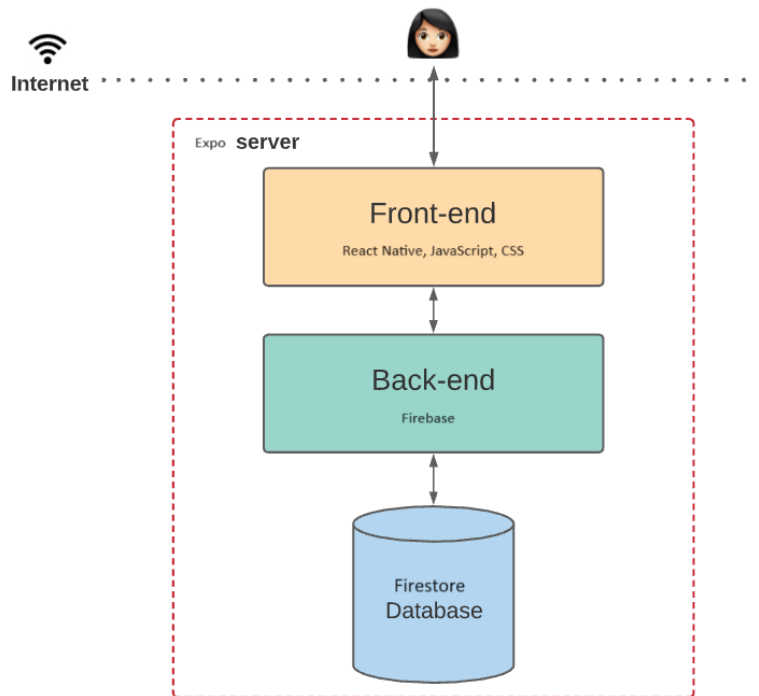 Internet
Expo server
Front-end
React Native, JavaScript, CSS
Back-end
Firebase
Firestore
Database